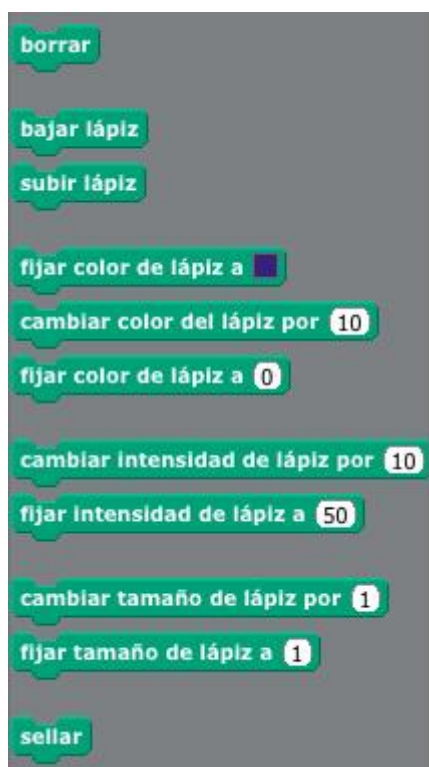 borrar
bajar lápiz
subir lápiz
fijar color de lápiz a
cambiar color del lápiz por 10
fijar color de lápiz a 0
cambiar intensidad de lápiz por 10
fijar intensidad de lápiz a 50
cambiar tamaño de lápiz por 1
fijar tamaño de lápiz a 1
sellar